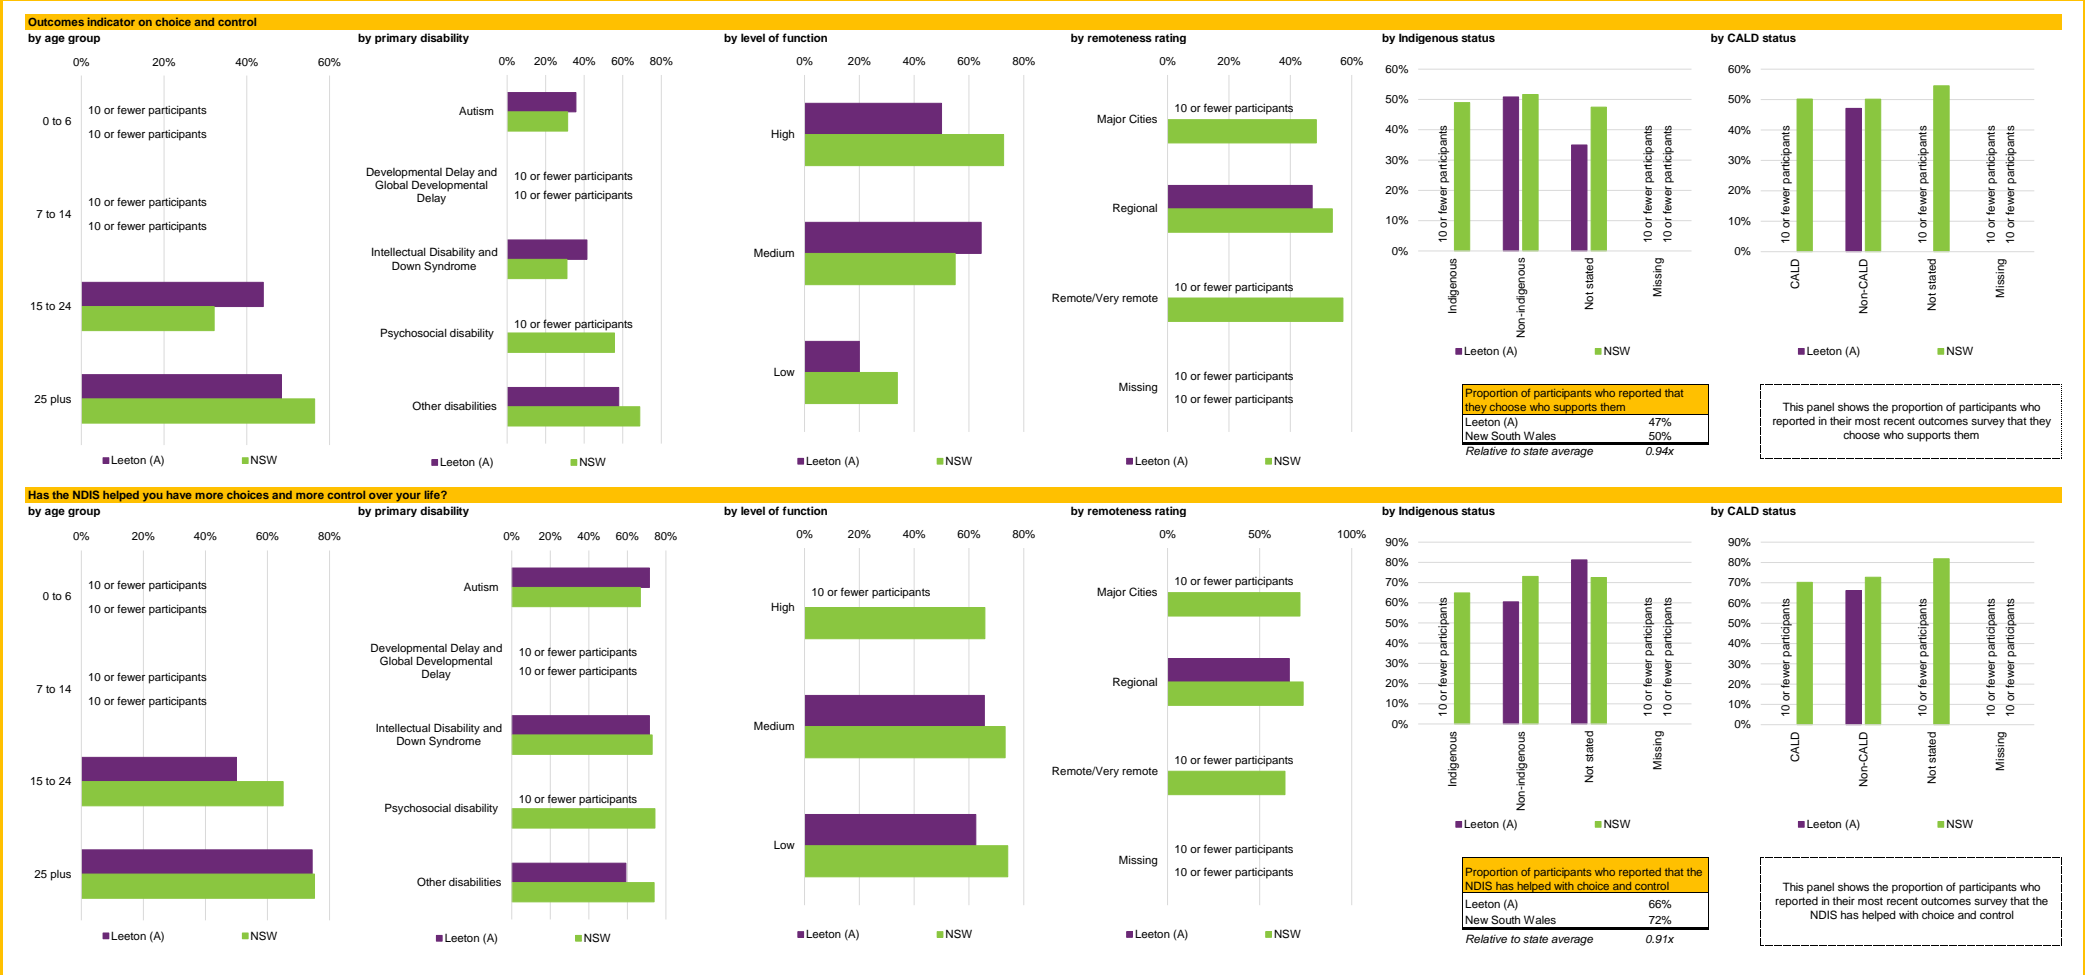 Outcomes indicator on choice and control
by age group
0% 20% 40% 60%
0 to 6
10 or fewer participants
10 or fewer participants
7 to 14
10 or fewer participants
10 or fewer participants
15 to 24
25 plus
Leeton (A) NSW
by primary disability
0% 20% 40% 60% 80%
Autism
Developmental Delay and
Global Developmental
Delay
10 or fewer participants
10 or fewer participants
Intellectual Disability and
Down Syndrome
Psychosocial disability
10 or fewer participants
Other disabilities
Leeton (A) NSW
by level of function
0% 20% 40% 60% 80%
High
Medium
Low
Leeton (A) NSW
by remoteness rating
0% 20% 40% 60%
Major Cities
10 or fewer participants
Regional
Remote/Very remote
10 or fewer participants
Missing
10 or fewer participants
10 or fewer participants
Leeton (A) NSW
by Indigenous status
60%
50%
40%
30%
20%
10%
0%
10 or fewer participants
10 or fewer participants
10 or fewer participants
Indigenous
Non-indigenous
Not stated
Missing
Leeton (A) NSW
by CALD status
60%
50%
40%
30%
20%
10%
0%
10 or fewer participants
10 or fewer participants
10 or fewer participants
10 or fewer participants
CALD
Non-CALD
Not stated
Missing
Leeton (A) NSW
Proportion of participants who reported that
they choose who supports them
Leeton (A) 47%
New South Wales 50%
Relative to state average 0.94x
This panel shows the proportion of participants who
reported in their most recent outcomes survey that they
choose who supports them
Has the NDIS helped you have more choices and more control over your life?
by age group
0% 20% 40% 60% 80%
0 to 6
10 or fewer participants
10 or fewer participants
7 to 14
10 or fewer participants
10 or fewer participants
15 to 24
25 plus
Leeton (A) NSW
by primary disability
0% 20% 40% 60% 80%
Autism
Developmental Delay and
Global Developmental
Delay
10 or fewer participants
10 or fewer participants
Intellectual Disability and
Down Syndrome
Psychosocial disability
10 or fewer participants
Other disabilities
Leeton (A) NSW
by level of function
0% 20% 40% 60% 80%
High
10 or fewer participants
Medium
Low
Leeton (A) NSW
by remoteness rating
0% 50% 100%
Major Cities
10 or fewer participants
Regional
Remote/Very remote
10 or fewer participants
Missing
10 or fewer participants
10 or fewer participants
Leeton (A) NSW
by Indigenous status
90%
80%
70%
60%
50%
40%
30%
20%
10%
0%
10 or fewer participants
10 or fewer participants
10 or fewer participants
Indigenous
Non-indigenous
Not stated
Missing
Leeton (A) NSW
by CALD status
90%
80%
70%
60%
50%
40%
30%
20%
10%
0%
10 or fewer participants
10 or fewer participants
10 or fewer participants
10 or fewer participants
CALD
Non-CALD
Not stated
Missing
Leeton (A) NSW
Proportion of participants who reported that the
NDIS has helped with choice and control
Leeton (A) 66%
New South Wales 72%
Relative to state average 0.91x
This panel shows the proportion of participants who
reported in their most recent outcomes survey that the
NDIS has helped with choice and control